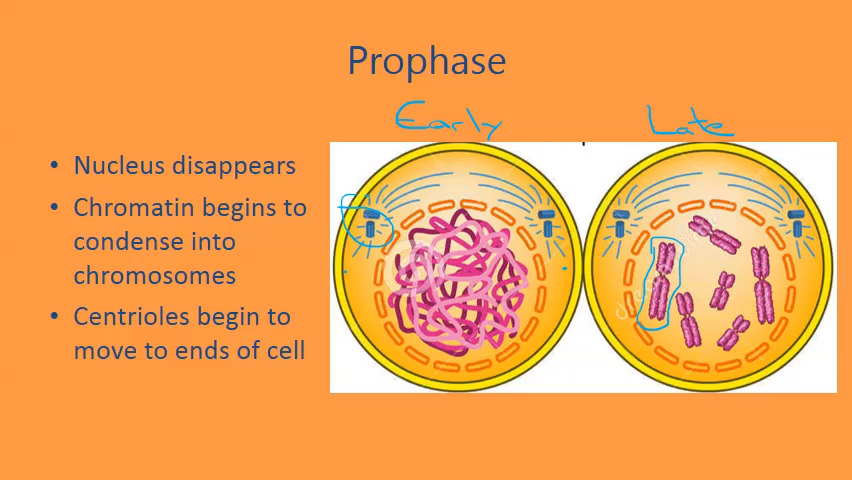 Prophase
Early
Late
• Nucleus disappears
• Chromatin begins to
condense into
chromosomes
• Centrioles begin to
move to ends of cell